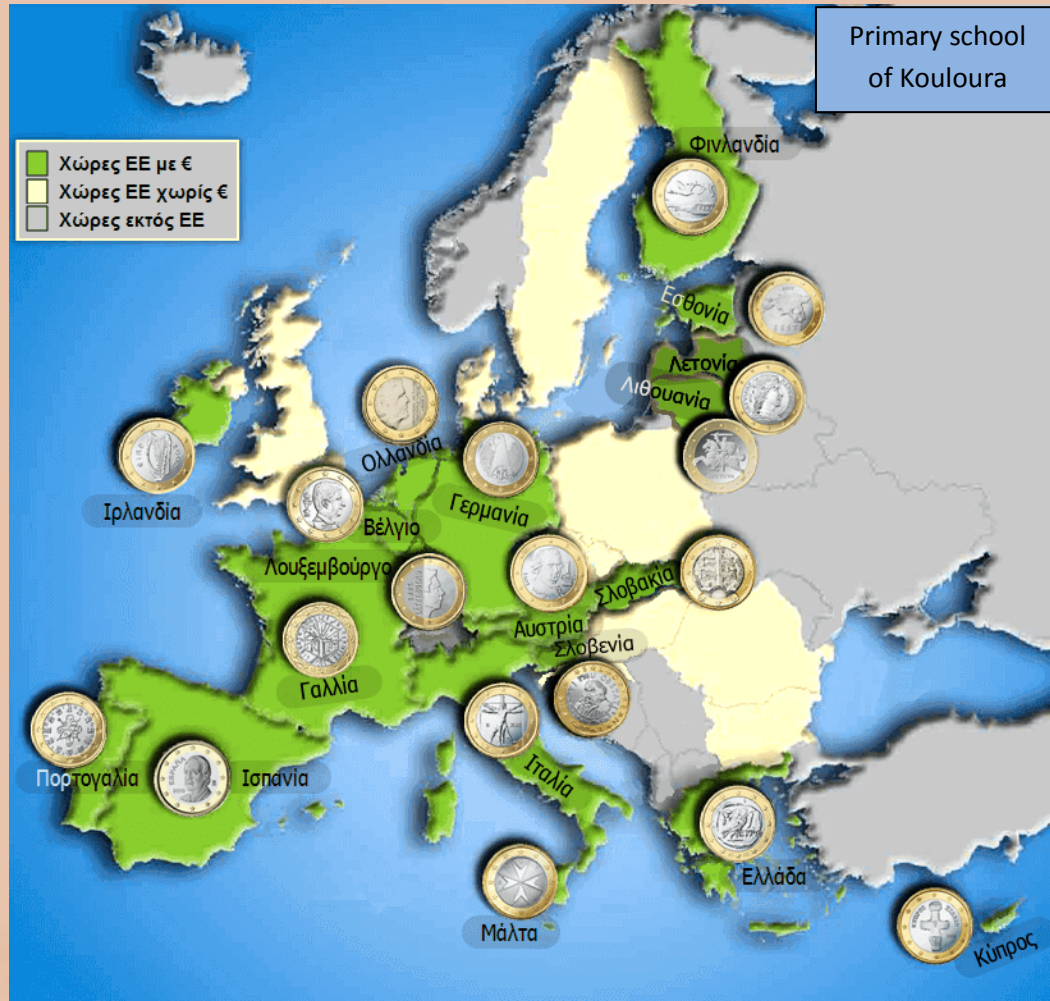 Primary school
of Kouloura
Χώρες ΕΕ με €
Χώρες ΕΕ χωρίς €
Χώρες εκτός ΕΕ
Φινλανδία
Εσθονία
Λετονία
Λιθουανία
Ολλανδία
Ιρλανδία
Γερμανία
Βέλγιο
Λουξεμβούργο
Σλοβακία
Αυστρία
Σλοβενία
Γαλλία
Πορτογαλία
Ισπανία
Ιταλία
Ελλάδα
Μάλτα
Κύπρος